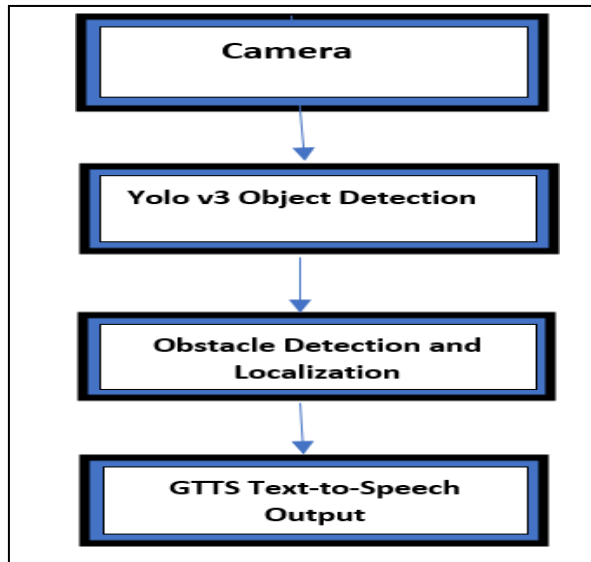 Camera
Yolo v3 Object Detection
Obstacle Detection and
Localization
GTTS Text-to-Speech
Output